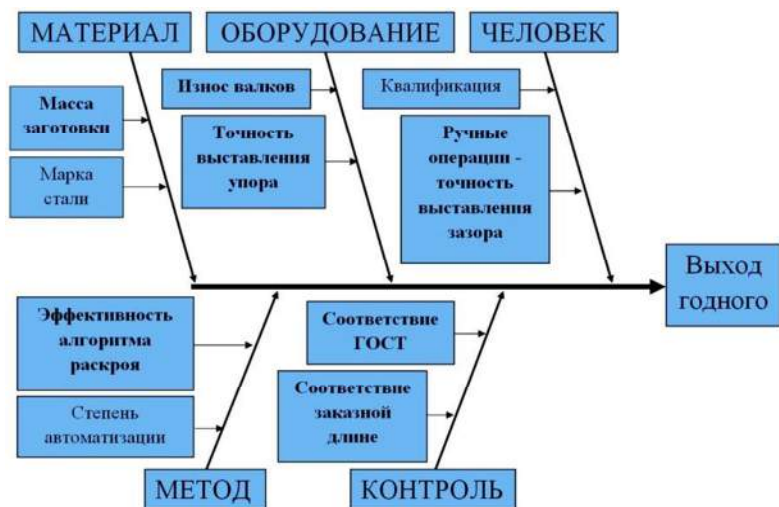 МАТЕРИАЛ
ОБОРУДОВАНИЕ
ЧЕЛОВЕК
Масса
заготовки
Марка
стали
Износ валков
Точность
выставления
упора
Квалификация
Ручные
операции -
точность
выставления
зазора
Выход
годного
Эффективность
алгоритма
раскроя
Степень
автоматизации
Соответствие
ГОСТ
Соответствие
заказной
длине
МЕТОД
КОНТРОЛЬ